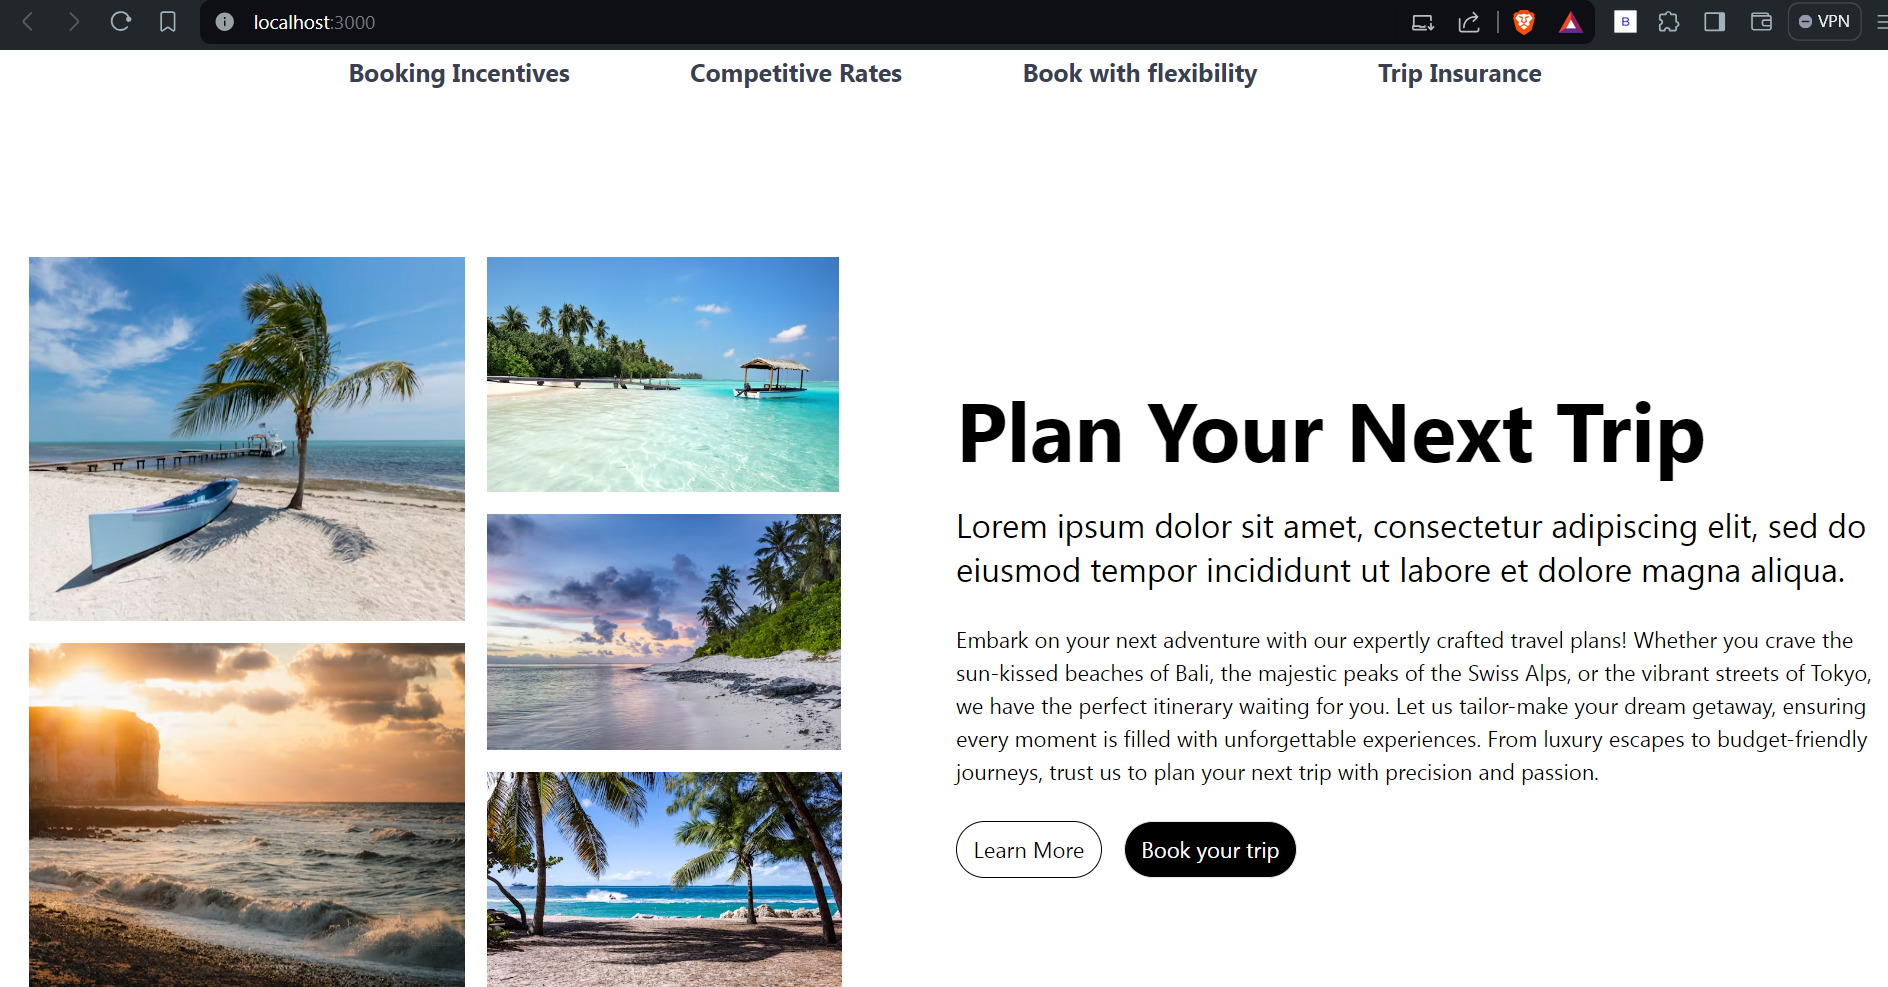 localhost:3000
B
VPN
Booking Incentives
Competitive Rates
Book with flexibility
Trip Insurance
Plan Your Next Trip
Lorem ipsum dolor sit amet, consectetur adipiscing elit, sed do
eiusmod tempor incididunt ut labore et dolore magna aliqua.
Embark on your next adventure with our expertly crafted travel plans! Whether you crave the
sun-kissed beaches of Bali, the majestic peaks of the Swiss Alps, or the vibrant streets of Tokyo,
we have the perfect itinerary waiting for you. Let us tailor-make your dream getaway, ensuring
every moment is filled with unforgettable experiences. From luxury escapes to budget-friendly
journeys, trust us to plan your next trip with precision and passion.
Learn More
Book your trip